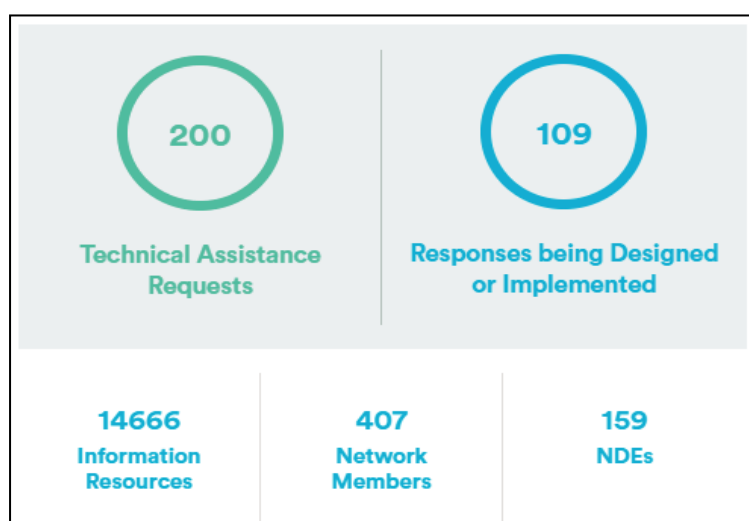 200
Technical Assistance
Requests
109
Responses being Designed
or Implemented
14666
Information
Resources
407
Network
Members
159
NDEs